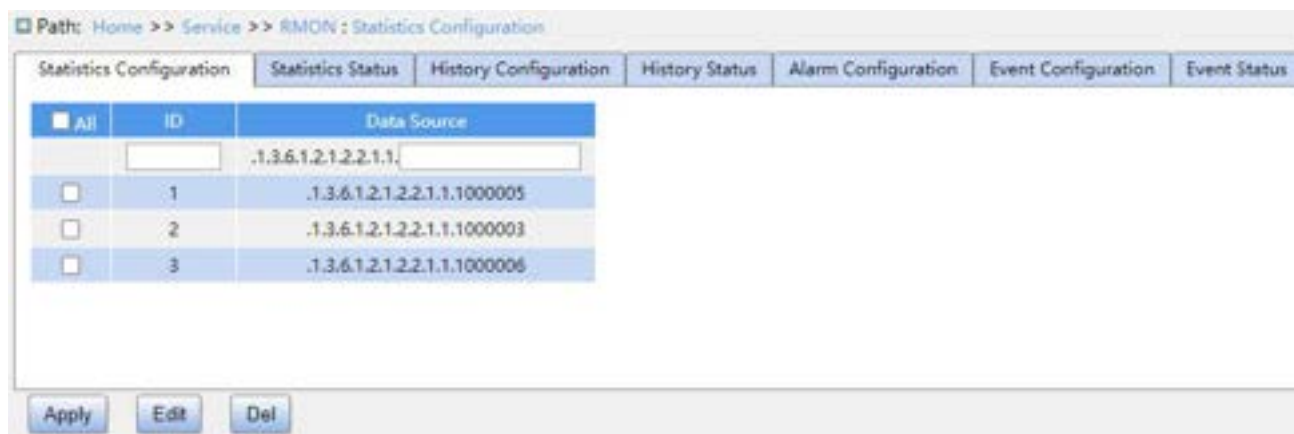 Path: Home >> Service >> RMON : Statistics Configuration
Statistics Configuration Statistics Status History Configuration History Status Alarm Configuration Event Configuration Event Status
All ID Data Source
.1.3.6.1.2.1.2.2.1.1.
1 .1.3.6.1.2.1.2.2.1.1.1000005
2 .1.3.6.1.2.1.2.2.1.1.1000003
3 .1.3.6.1.2.1.2.2.1.1.1000006
Apply Edit Del